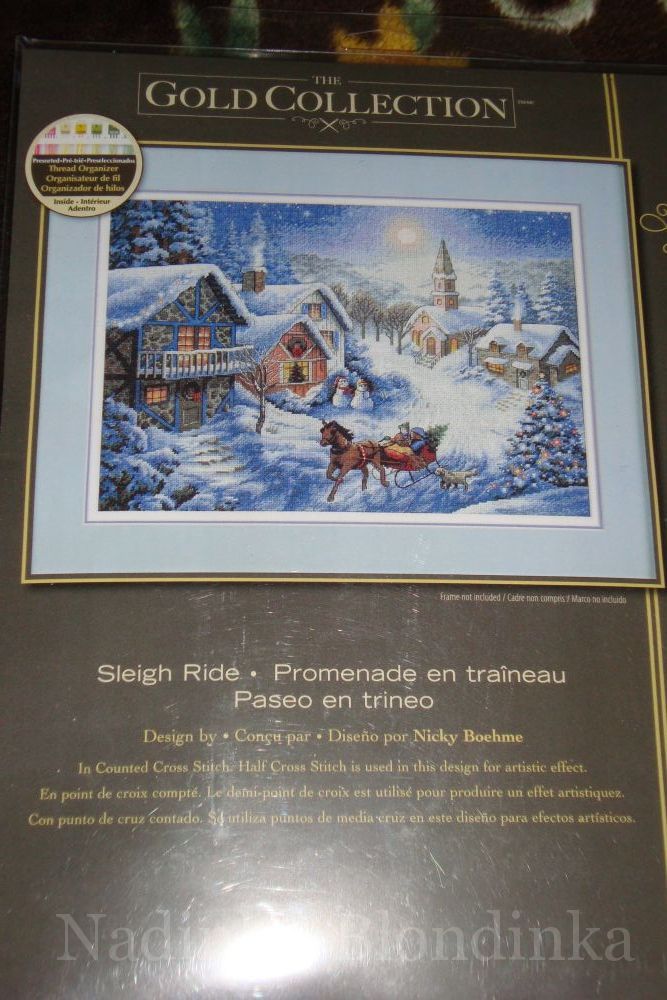 THE
GOLD COLLECTION
Presorted • Pré-trié • Preseleccionados
Thread Organizer
Organisateur de fil
Organizador de hilos
Inside • Intérieur
Adentro
Frame not included / Cadre non compris / Marco no incluido
Sleigh Ride • Promenade en traîneau
Paseo en trineo
Design by • Conçu par • Diseño por Nicky Boehme
In Counted Cross Stitch. Half Cross Stitch is used in this design for artistic effect.
En point de croix compté. Le demi-point de croix est utilisé pour produire un effet artistiquez.
Con punto de cruz contado. Se utiliza puntos de media cruz en este diseño para efectos artísticos.
Blondinka